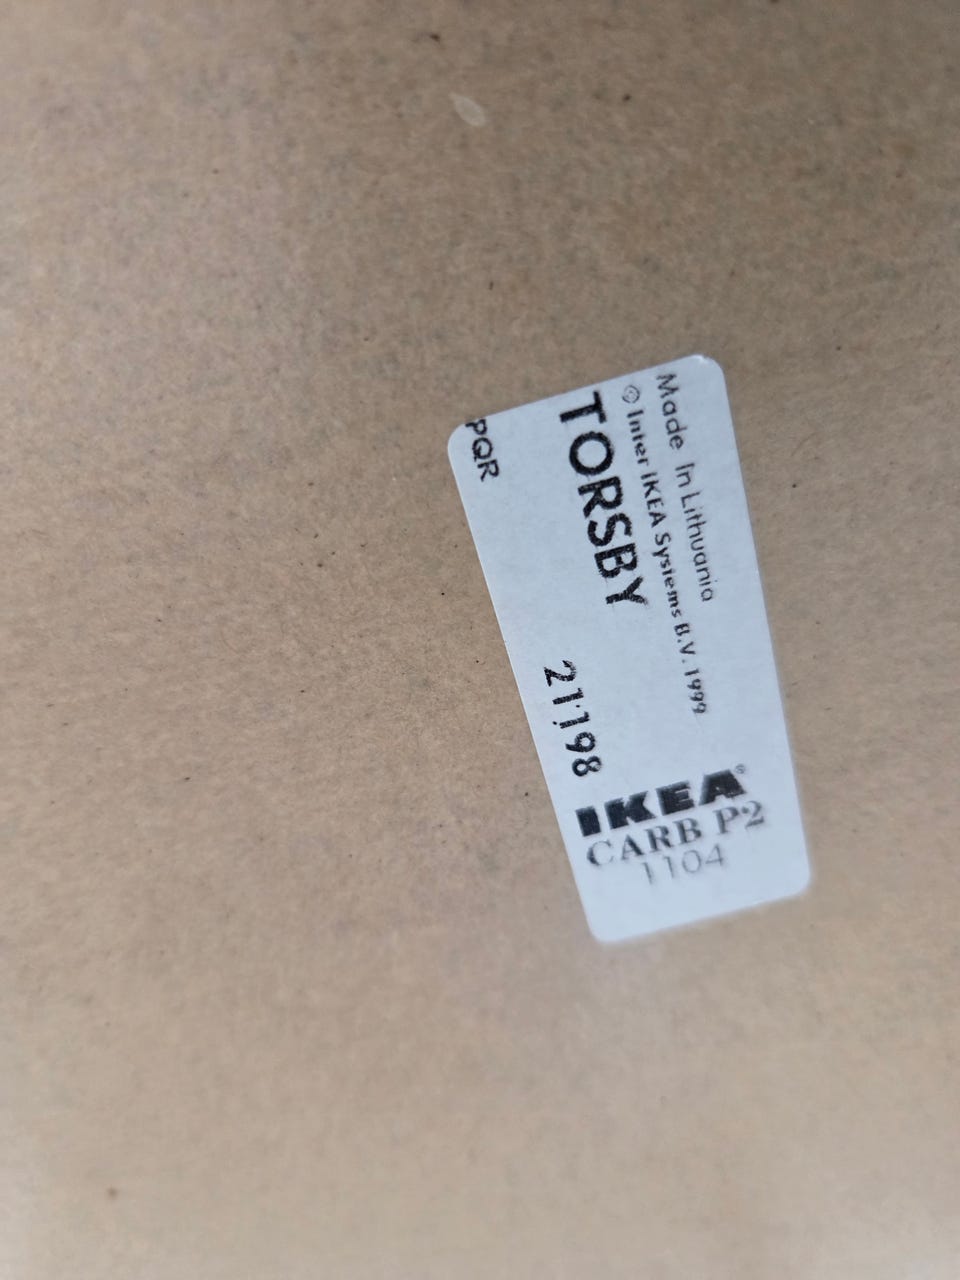 Made In Lithuania
© Inter IKEA Systems B.V. 1999
TORSBY
21198
PQR
IKEA®
CARB P2
1104